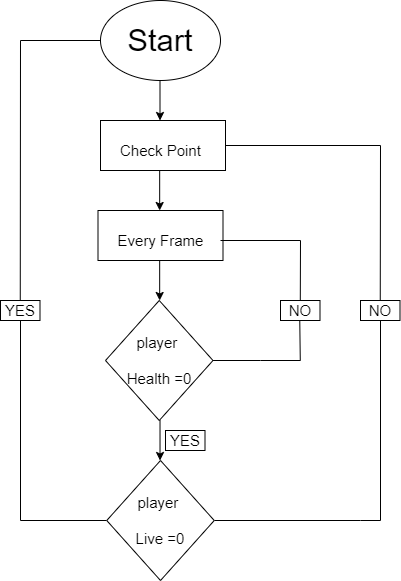 Start
Check Point
Every Frame
YES
NO
NO
player
Health =0
YES
player
Live =0